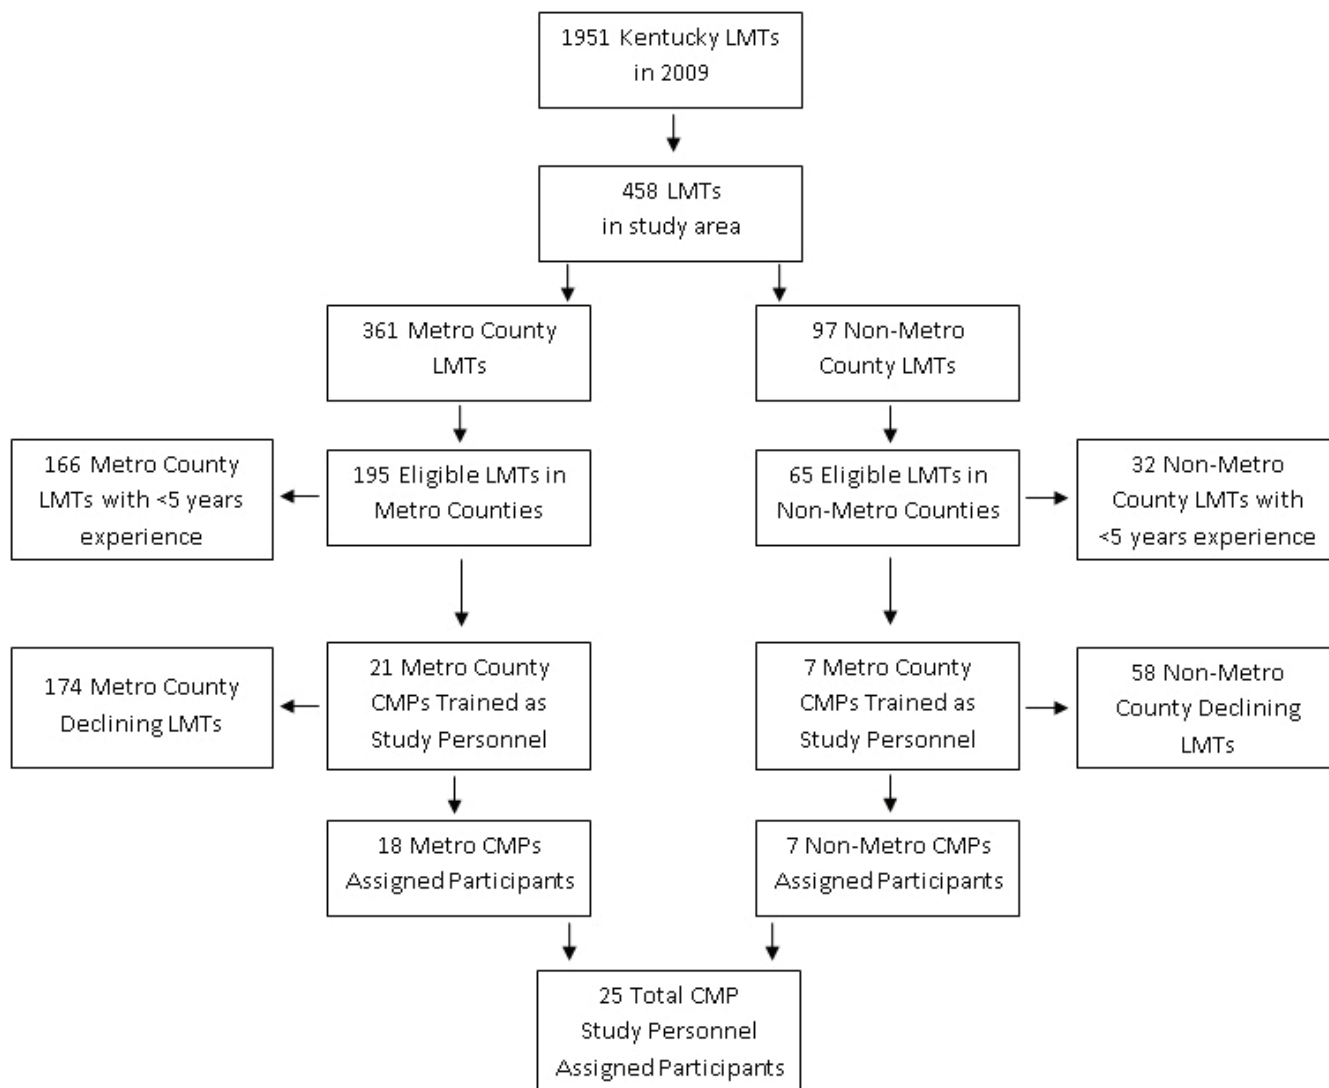 1951 Kentucky LMTs
in 2009
458 LMTs
in study area
361 Metro County
LMTs
97 Non-Metro
County LMTs
166 Metro County
LMTs with <5 years
experience
195 Eligible LMTs in
Metro Counties
65 Eligible LMTs in
Non-Metro Counties
32 Non-Metro
County LMTs with
<5 years experience
174 Metro County
Declining LMTs
21 Metro County
CMPs Trained as
Study Personnel
7 Metro County
CMPs Trained as
Study Personnel
58 Non-Metro
County Declining
LMTs
18 Metro CMPs
Assigned Participants
7 Non-Metro CMPs
Assigned Participants
25 Total CMP
Study Personnel
Assigned Participants